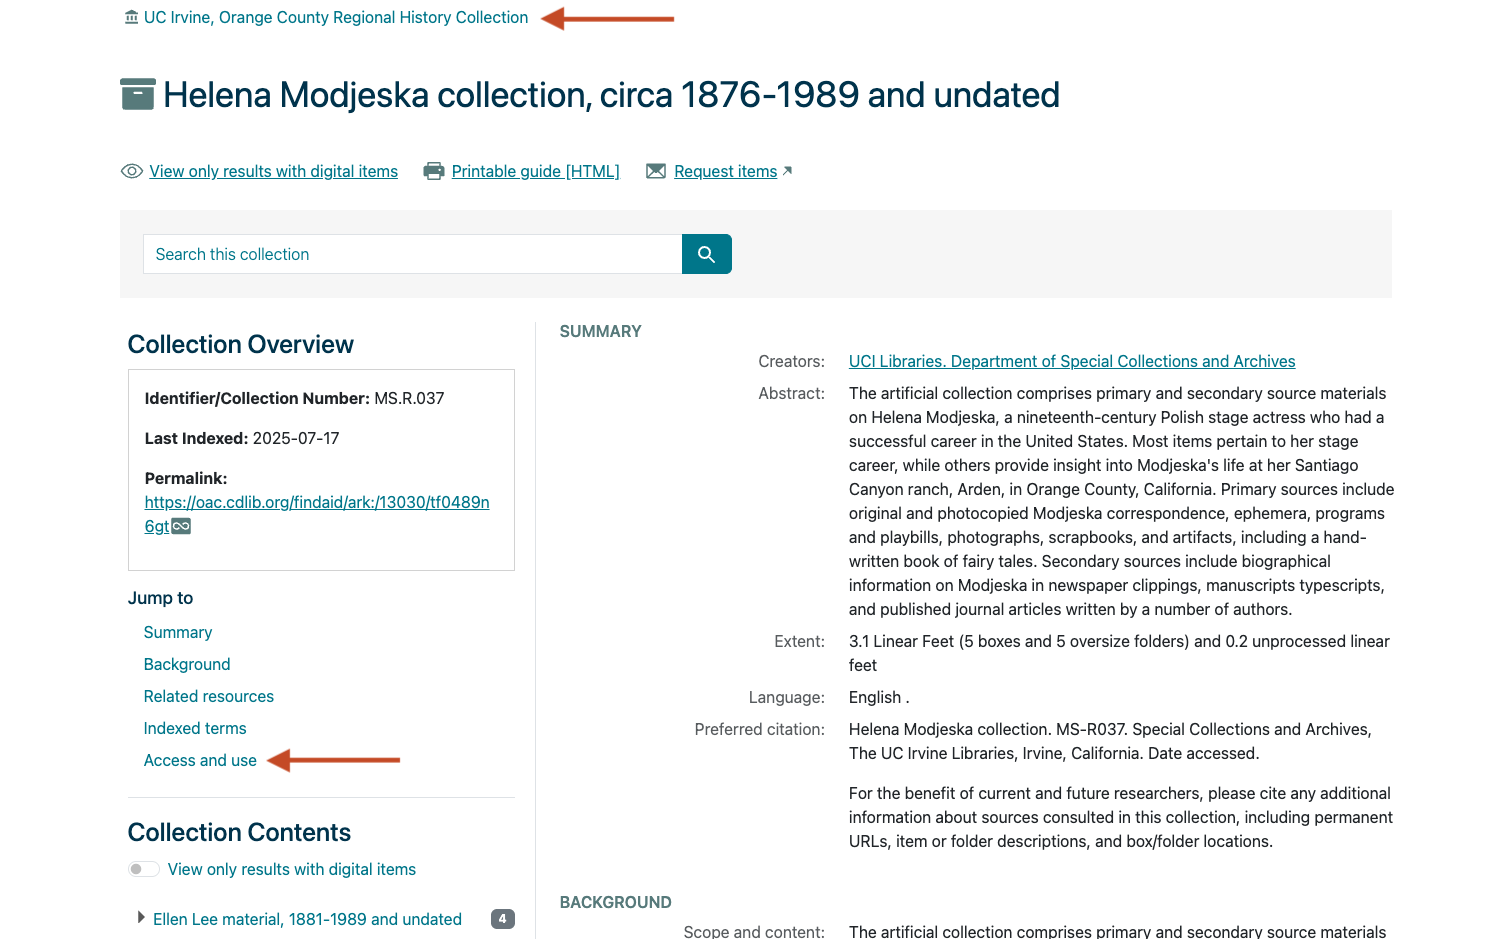 UC Irvine, Orange County Regional History Collection
Helena Modjeska collection, circa 1876-1989 and undated
View only results with digital items
Printable guide [HTML]
Request items
Search this collection
Collection Overview
Identifier/Collection Number: MS.R.037
Last Indexed: 2025-07-17
Permalink:
https://oac.cdlib.org/findaid/ark:/13030/tf0489n
6gt
Jump to
Summary
Background
Related resources
Indexed terms
Access and use
Collection Contents
View only results with digital items
Ellen Lee material, 1881-1989 and undated 4
SUMMARY
Creators: UCI Libraries. Department of Special Collections and Archives
Abstract: The artificial collection comprises primary and secondary source materials
on Helena Modjeska, a nineteenth-century Polish stage actress who had a
successful career in the United States. Most items pertain to her stage
career, while others provide insight into Modjeska's life at her Santiago
Canyon ranch, Arden, in Orange County, California. Primary sources include
original and photocopied Modjeska correspondence, ephemera, programs
and playbills, photographs, scrapbooks, and artifacts, including a hand-
written book of fairy tales. Secondary sources include biographical
information on Modjeska in newspaper clippings, manuscripts typescripts,
and published journal articles written by a number of authors.
Extent: 3.1 Linear Feet (5 boxes and 5 oversize folders) and 0.2 unprocessed linear
feet
Language: English .
Preferred citation: Helena Modjeska collection. MS-R037. Special Collections and Archives,
The UC Irvine Libraries, Irvine, California. Date accessed.
For the benefit of current and future researchers, please cite any additional
information about sources consulted in this collection, including permanent
URLs, item or folder descriptions, and box/folder locations.
BACKGROUND
Scope and content: The artificial collection comprises primary and secondary source materials